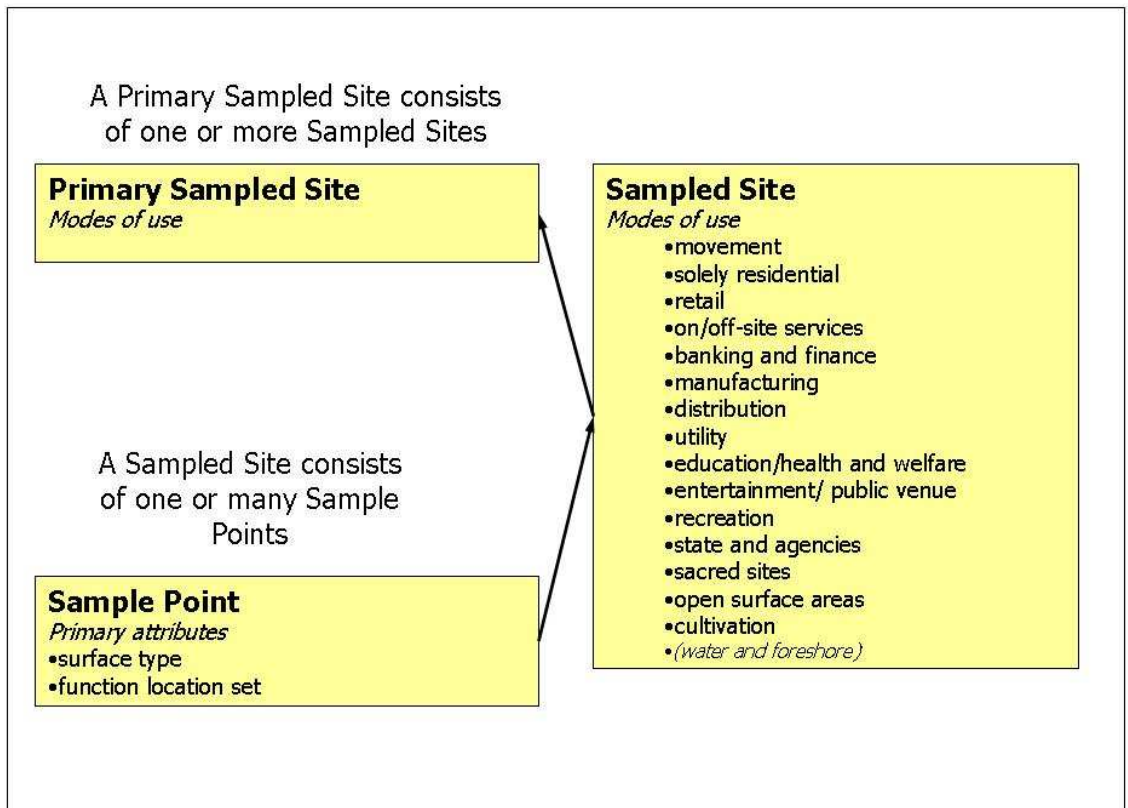 A Primary Sampled Site consists
of one or more Sampled Sites
Primary Sampled Site
Modes of use
A Sampled Site consists
of one or many Sample
Points
Sample Point
Primary attributes
•surface type
•function location set
Sampled Site
Modes of use
•movement
•solely residential
•retail
•on/off-site services
•banking and finance
•manufacturing
•distribution
•utility
•education/health and welfare
•entertainment/ public venue
•recreation
•state and agencies
•sacred sites
•open surface areas
•cultivation
•(water and foreshore)